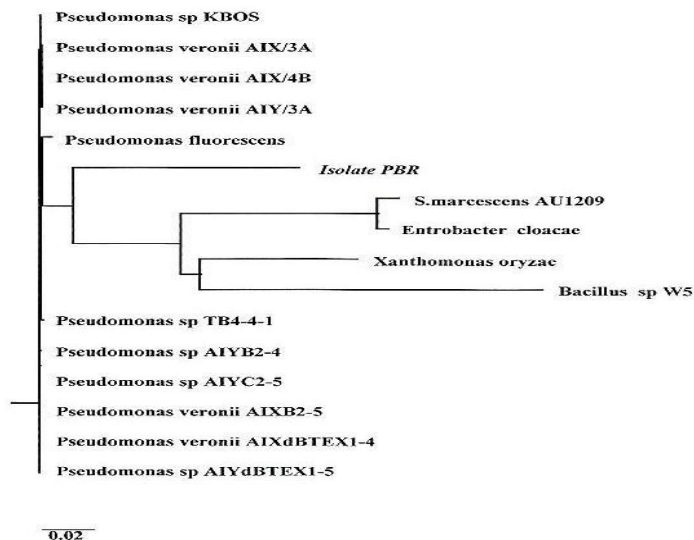 Pseudomonas sp KBOS
Pseudomonas veronii AIX/3A
Pseudomonas veronii AIX/4B
Pseudomonas veronii AIY/3A
Pseudomonas fluorescens
Isolate PBR
S.marcescens AU1209
Entrobacter cloacae
Xanthomonas oryzae
Bacillus sp W5
Pseudomonas sp TB4-4-1
Pseudomonas sp AIYB2-4
Pseudomonas sp AIYC2-5
Pseudomonas veronii AIXB2-5
Pseudomonas veronii AIXdBTEX1-4
Pseudomonas sp AIYdBTEX1-5
0.02